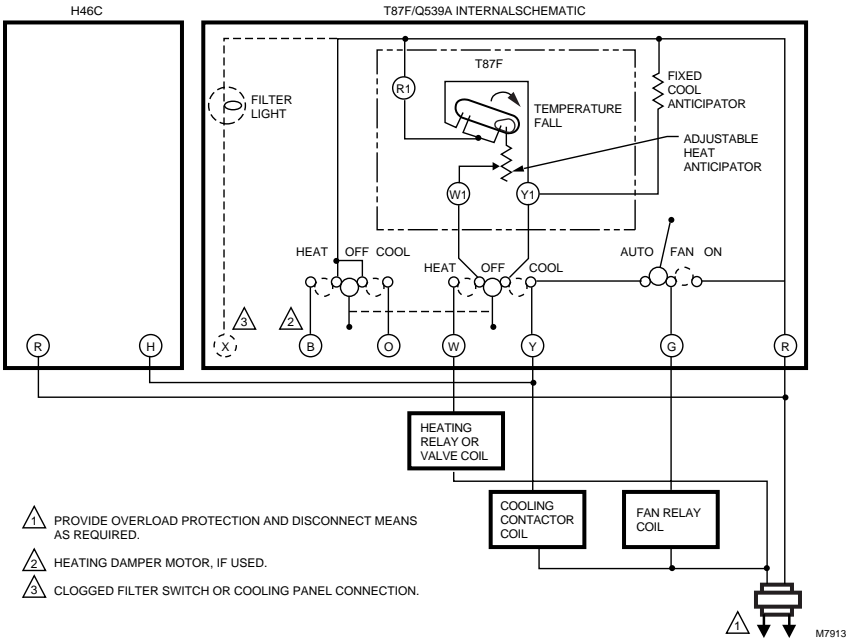 H46C
T87F/Q539A INTERNALSCHEMATIC
T87F
R1
FILTER
LIGHT
TEMPERATURE
FALL
FIXED
COOL
ANTICIPATOR
ADJUSTABLE
HEAT
ANTICIPATOR
W1
Y1
HEAT OFF COOL
HEAT OFF COOL
AUTO FAN ON
3
2
R
H
X
B
O
W
Y
G
R
HEATING
RELAY OR
VALVE COIL
COOLING
CONTACTOR
COIL
FAN RELAY
COIL
1 PROVIDE OVERLOAD PROTECTION AND DISCONNECT MEANS
AS REQUIRED.
2 HEATING DAMPER MOTOR, IF USED.
3 CLOGGED FILTER SWITCH OR COOLING PANEL CONNECTION.
1
M7913